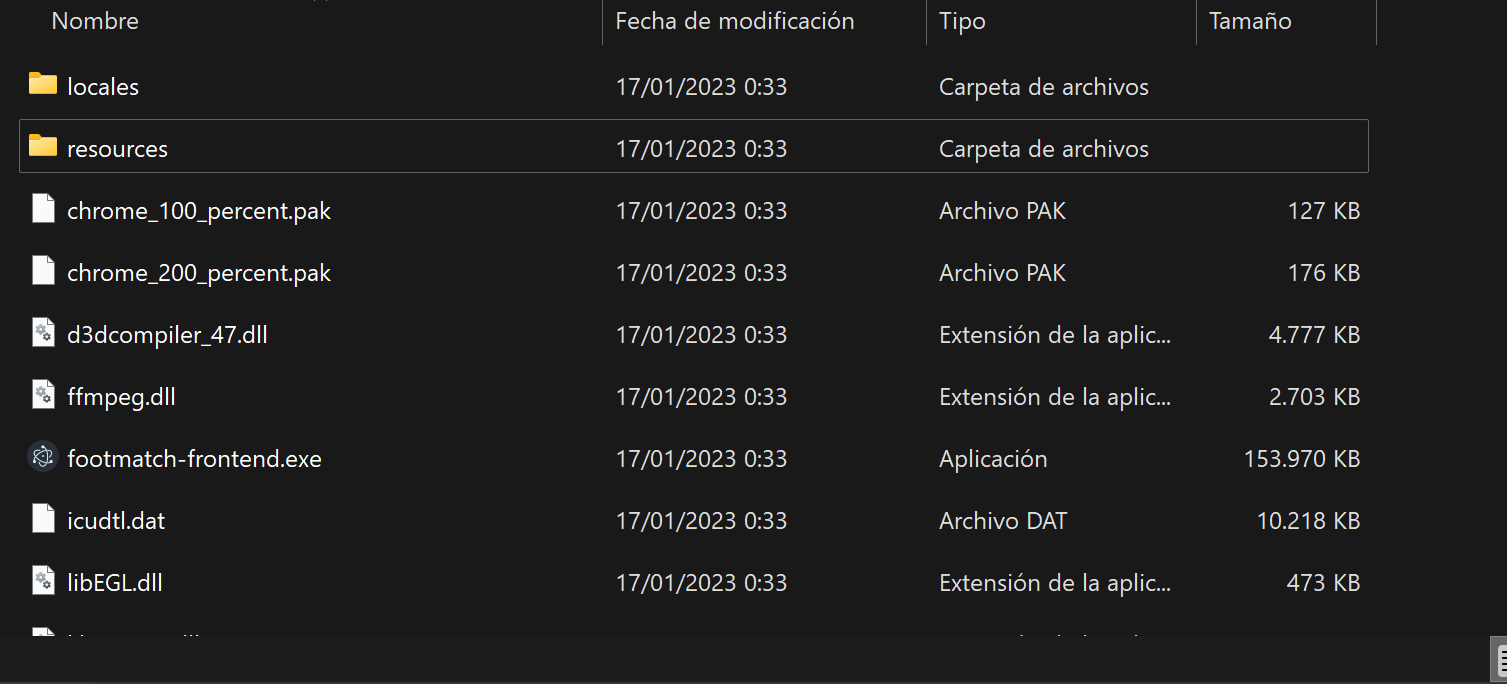 Nombre Fecha de modificación Tipo Tamaño
locales 17/01/2023 0:33 Carpeta de archivos
resources 17/01/2023 0:33 Carpeta de archivos
chrome_100_percent.pak 17/01/2023 0:33 Archivo PAK 127 KB
chrome_200_percent.pak 17/01/2023 0:33 Archivo PAK 176 KB
d3dcompiler_47.dll 17/01/2023 0:33 Extensión de la aplic... 4.777 KB
ffmpeg.dll 17/01/2023 0:33 Extensión de la aplic... 2.703 KB
footmatch-frontend.exe 17/01/2023 0:33 Aplicación 153.970 KB
icudtl.dat 17/01/2023 0:33 Archivo DAT 10.218 KB
libEGL.dll 17/01/2023 0:33 Extensión de la aplic... 473 KB